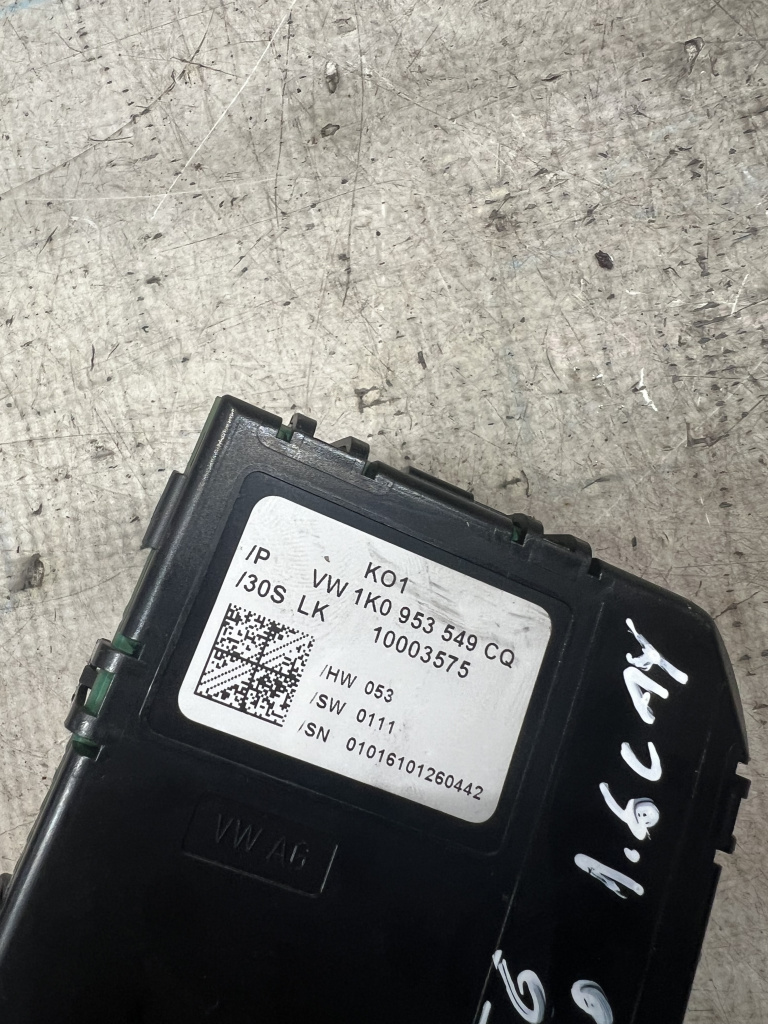 KO1
/P VW 1K0 953 549 CQ
/30S LK 10003575
/HW 053
/SW 0111
/SN 01016101260442
VW AG
1.6 CAY